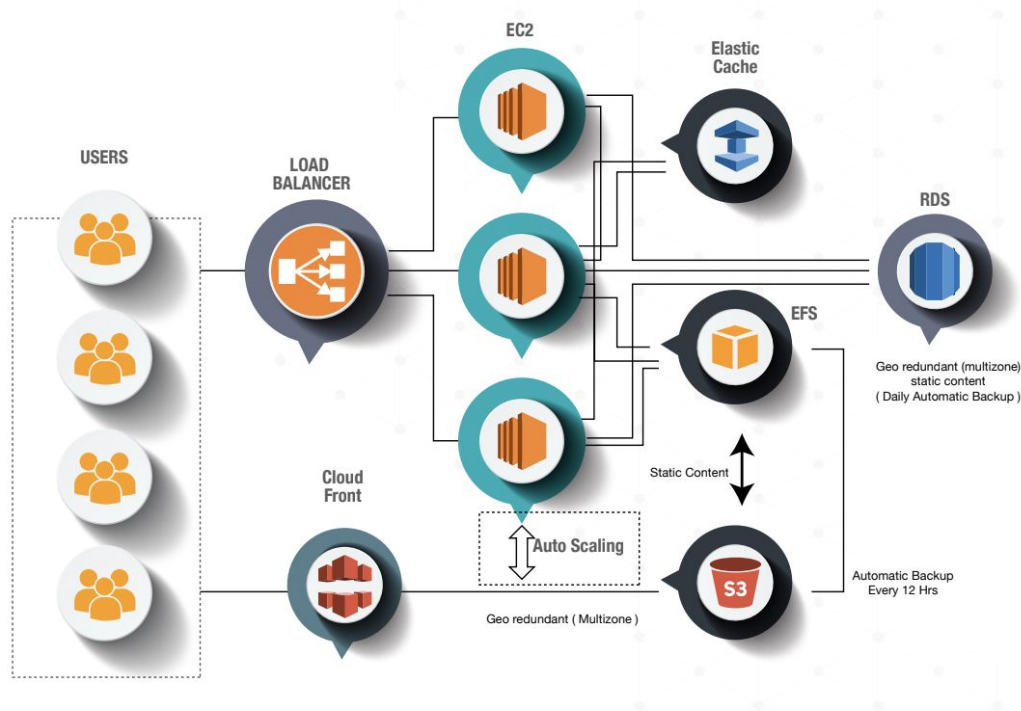 EC2
Elastic
Cache
USERS
LOAD
BALANCER
RDS
EFS
Geo redundant (multizone)
static content
( Daily Automatic Backup )
Static Content
Cloud
Front
Auto Scaling
S3
Automatic Backup
Every 12 Hrs
Geo redundant ( Multizone )